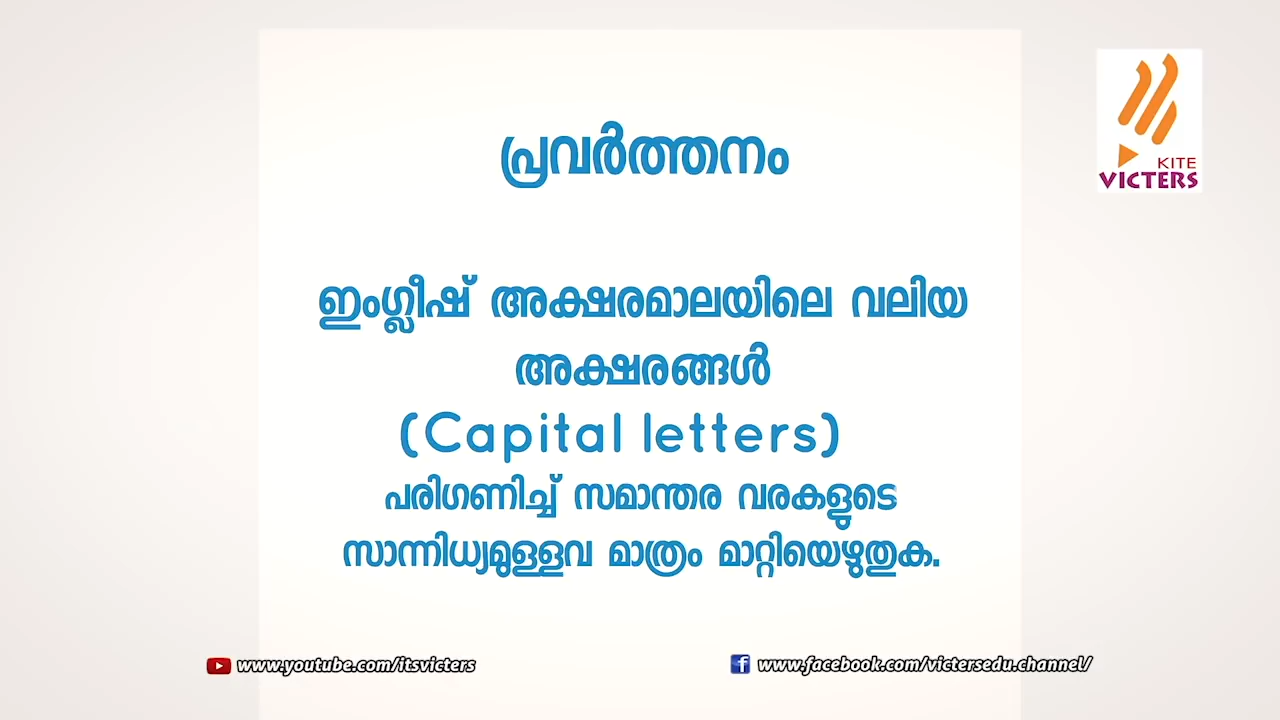 പ്രവർത്തനം
KITE
VICTERS
ഇംഗ്ലീഷ് അക്ഷരമാലയിലെ വലിയ
അക്ഷരങ്ങൾ
(Capital letters)
പരിഗണിച്ച് സമാന്തര വരകളുടെ
സാന്നിധ്യമുള്ളവ മാത്രം മാറ്റിയെഴുതുക.
www.youtube.com/itsvicters
www.facebook.com/victersedu.channel/